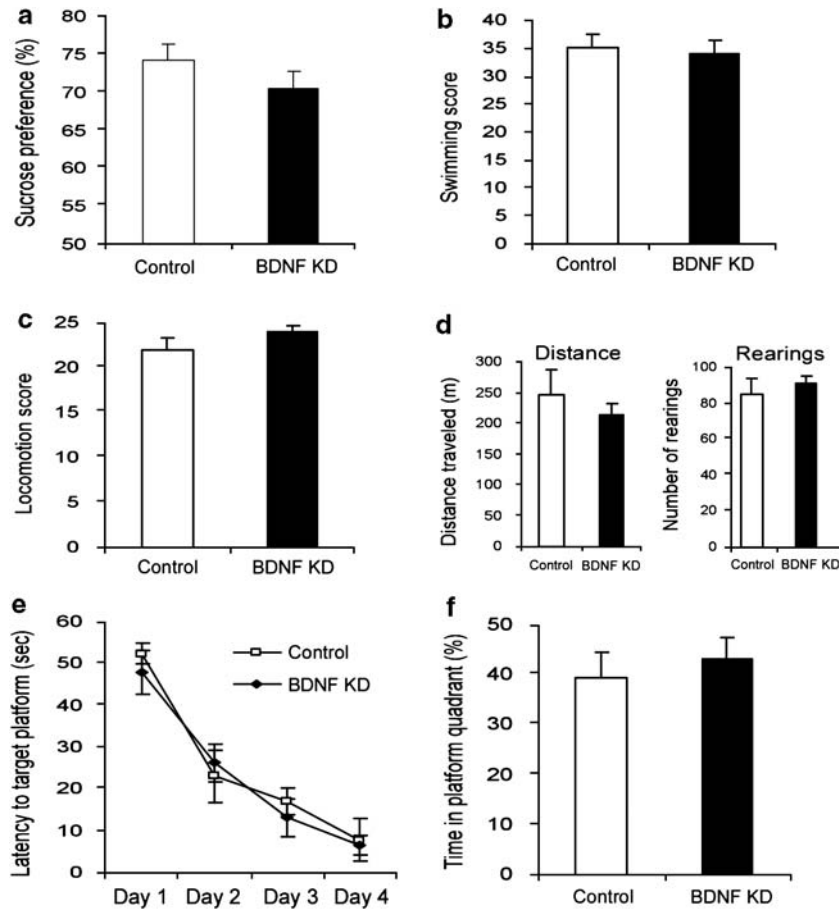 a
Sucrose preference (%)
80
75
70
65
60
55
50
Control
BDNF KD
b
Swimming score
40
35
30
25
20
15
10
5
0
Control
BDNF KD
c
Locomotion score
25
20
15
10
5
0
Control
BDNF KD
d
Distance
Distance traveled (m)
300
250
200
150
100
50
0
Control
BDNF KD
Rearings
Number of rearings
100
80
60
40
20
0
Control
BDNF KD
e
Latency to target platform (sec)
60
50
40
30
20
10
0
Control
BDNF KD
Day 1
Day 2
Day 3
Day 4
f
Time in platform quadrant (%)
50
40
30
20
10
0
Control
BDNF KD